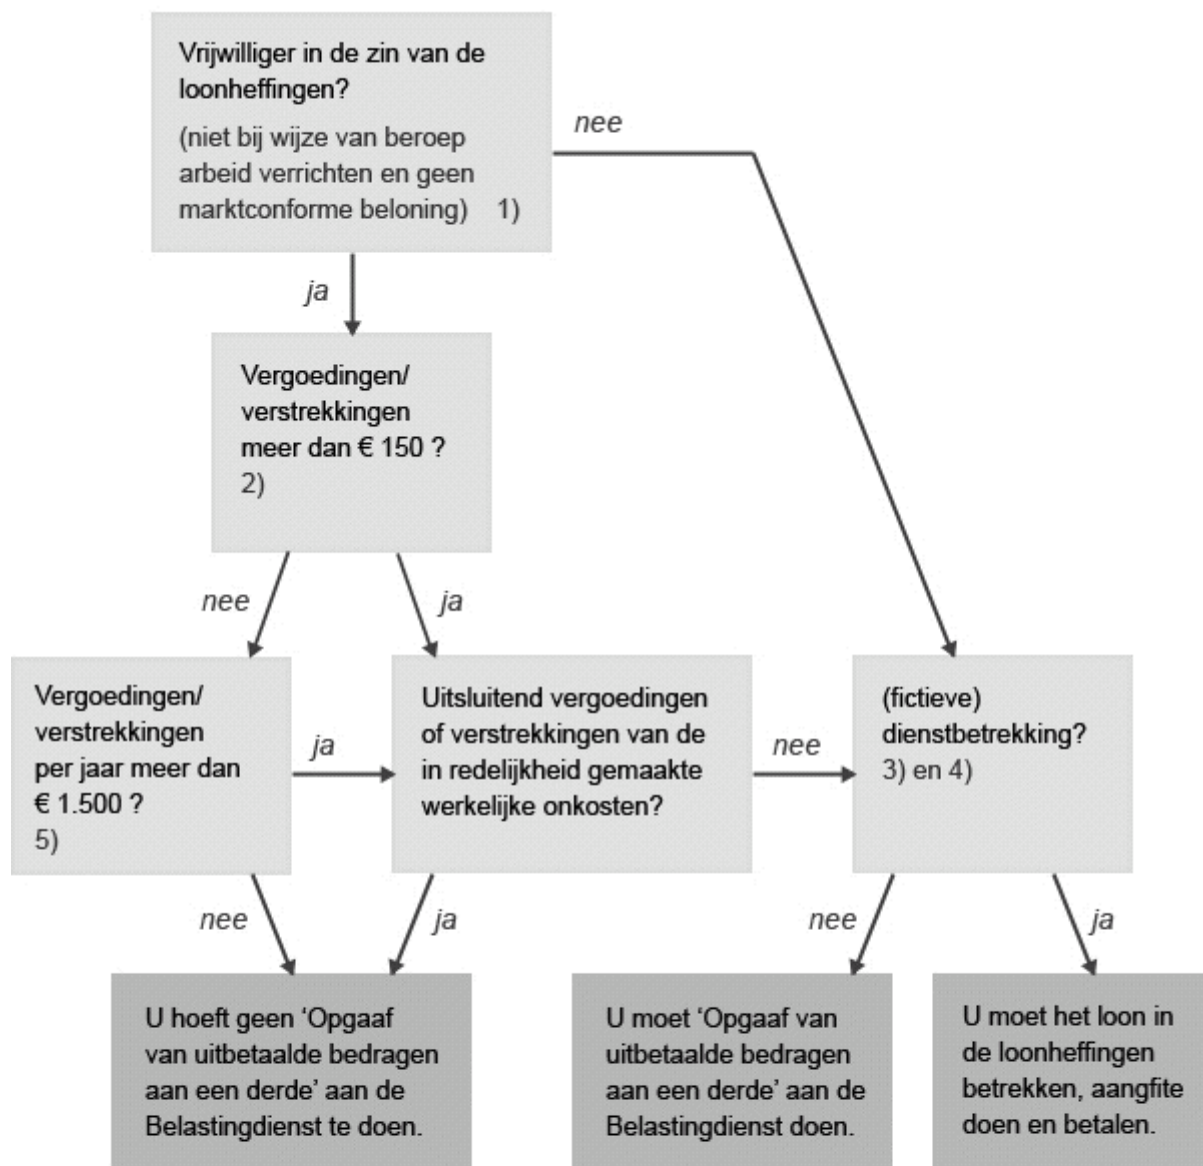 Vrijwilliger in de zin van de
loonheffingen?
(niet bij wijze van beroep
arbeid verrichten en geen
marktconforme beloning) 1)
nee
ja
Vergoedingen/
verstrekkingen
meer dan € 150 ?
2)
nee
ja
Vergoedingen/
verstrekkingen
per jaar meer dan
€ 1.500 ?
5)
ja
Uitsluitend vergoedingen
of verstrekkingen van de
in redelijkheid gemaakte
werkelijke onkosten?
nee
(fictieve)
dienstbetrekking?
3) en 4)
nee
ja
nee
ja
U hoeft geen ‘Opgaaf
van uitbetaalde bedragen
aan een derde’ aan de
Belastingdienst te doen.
U moet ‘Opgaaf van
uitbetaalde bedragen
aan een derde’ aan de
Belastingdienst doen.
U moet het loon in
de loonheffingen
betrekken, aangfite
doen en betalen.